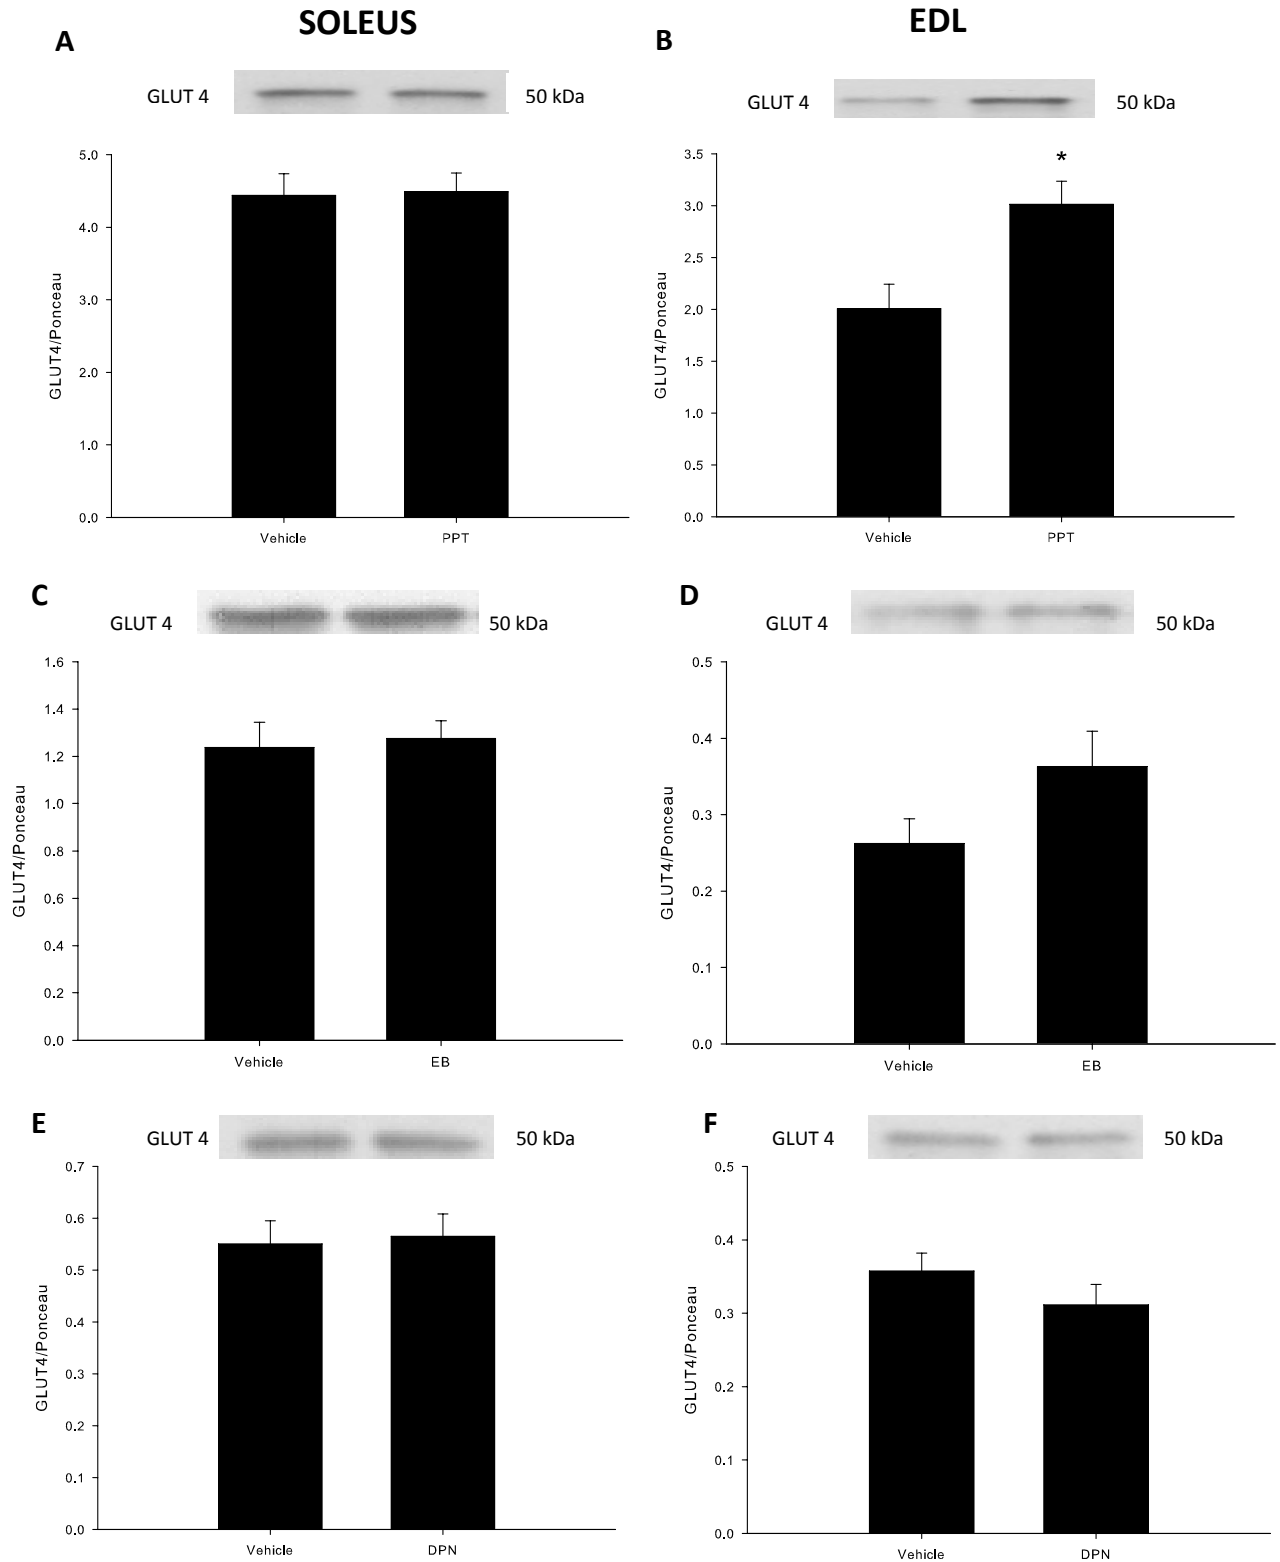 SOLEUS
EDL
A
GLUT 4
50 kDa
5.0
4.0
3.0
2.0
1.0
0.0
GLUT4/Ponceau
Vehicle
PPT
B
GLUT 4
50 kDa
*
3.5
3.0
2.5
2.0
1.5
1.0
0.5
0.0
GLUT4/Ponceau
Vehicle
PPT
C
GLUT 4
50 kDa
1.6
1.4
1.2
1.0
0.8
0.6
0.4
0.2
0.0
GLUT4/Ponceau
Vehicle
EB
D
GLUT 4
50 kDa
0.5
0.4
0.3
0.2
0.1
0.0
GLUT4/Ponceau
Vehicle
EB
E
GLUT 4
50 kDa
0.7
0.6
0.5
0.4
0.3
0.2
0.1
0.0
GLUT4/Ponceau
Vehicle
DPN
F
GLUT 4
50 kDa
0.5
0.4
0.3
0.2
0.1
0.0
GLUT4/Ponceau
Vehicle
DPN